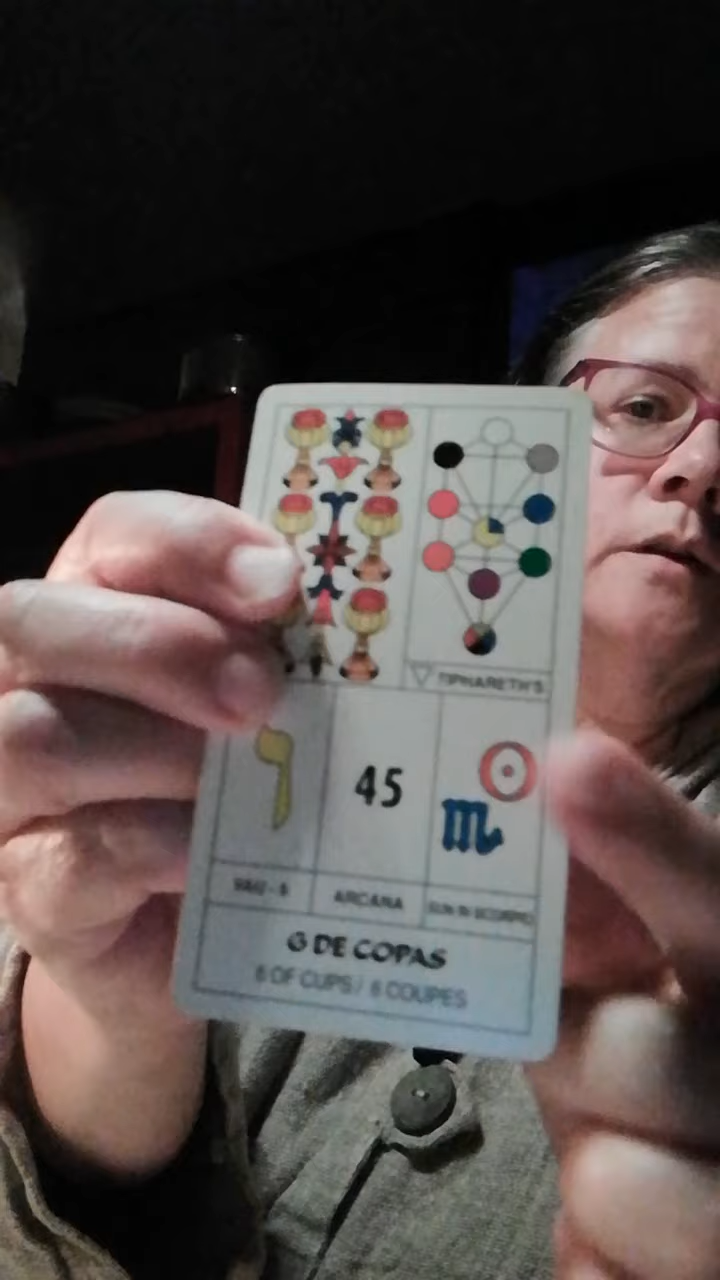 ▽ TIPHARETH'S
ו
45
♏ ☉
VAU - 6
ARCANA
SUN IN SCORPIO
6 DE COPAS
6 OF CUPS / 6 COUPES